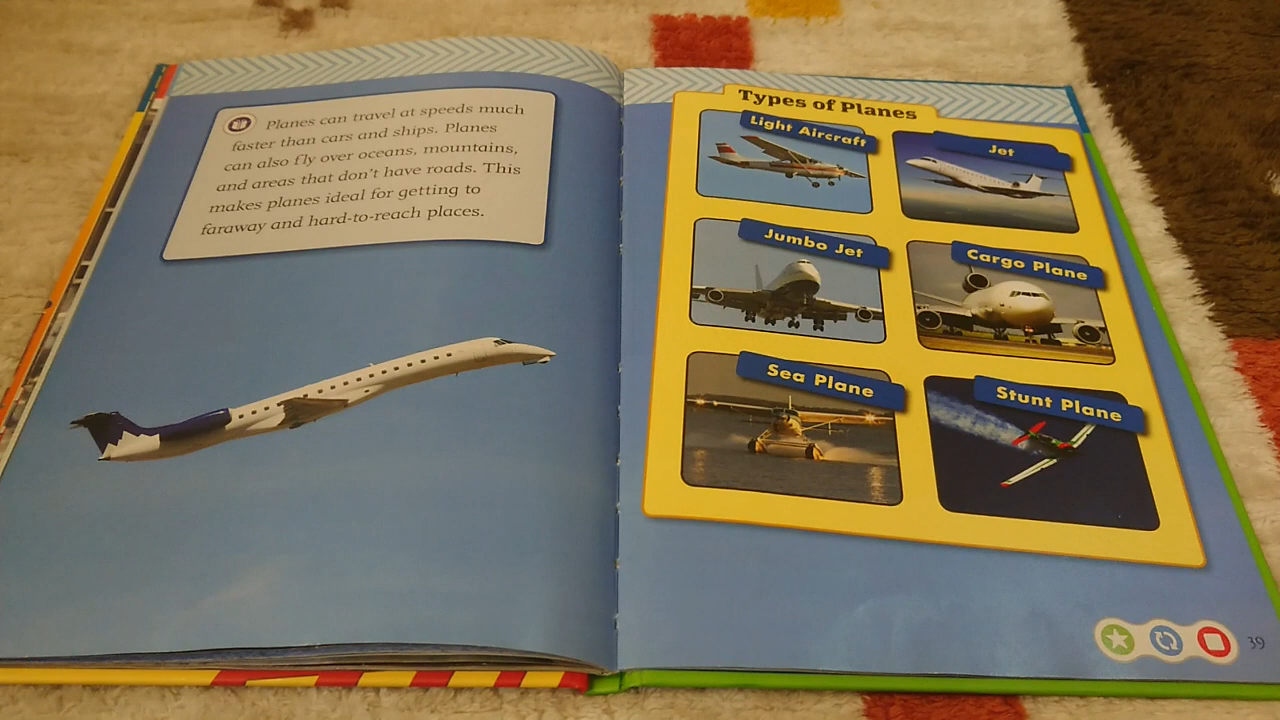 Planes can travel at speeds much
faster than cars and ships. Planes
can also fly over oceans, mountains,
and areas that don't have roads. This
makes planes ideal for getting to
faraway and hard-to-reach places.
Types of Planes
Light Aircraft
Jet
Jumbo Jet
Cargo Plane
Sea Plane
Stunt Plane
39